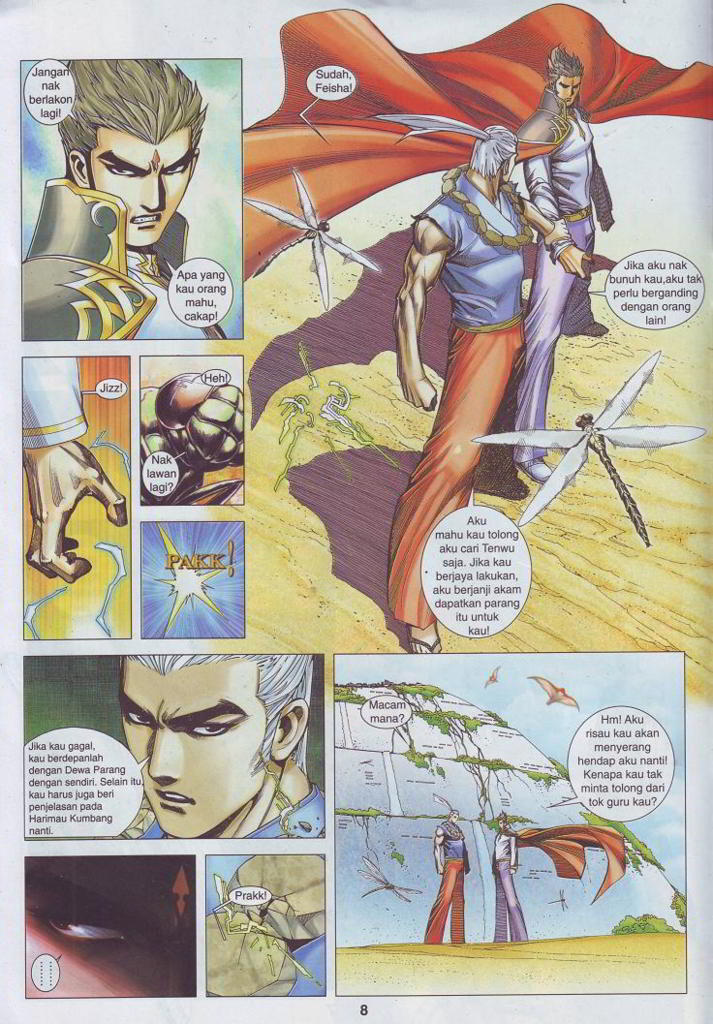 Jangan
nak
berlakon
lagi!
Apa yang
kau orang
mahu,
cakap!
Sudah,
Feisha!
Jika aku nak
bunuh kau,aku tak
perlu berganding
dengan orang
lain!
Jizz!
Heh!
Nak
lawan
lagi?
PAKK!
Aku
mahu kau tolong
aku cari Tenwu
saja. Jika kau
berjaya lakukan,
aku berjanji akam
dapatkan parang
itu untuk
kau!
Jika kau gagal,
kau berdepanlah
dengan Dewa Parang
dengan sendiri. Selain itu,
kau harus juga beri
penjelasan pada
Harimau Kumbang
nanti.
Prakk!
Macam
mana?
Hm! Aku
risau kau akan
menyerang
hendap aku nanti!
Kenapa kau tak
minta tolong dari
tok guru kau?
8